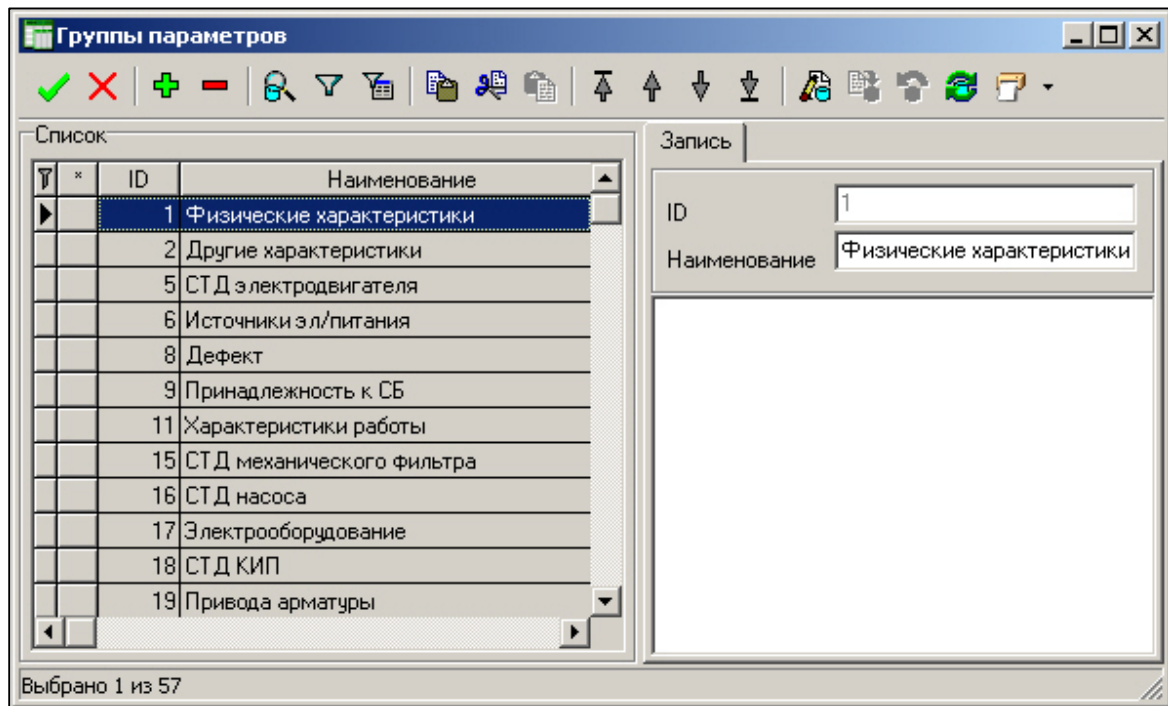 Группы параметров
Список
Запись
* ID Наименование
1 Физические характеристики
2 Другие характеристики
5 СТД электродвигателя
6 Источники эл/питания
8 Дефект
9 Принадлежность к СБ
11 Характеристики работы
15 СТД механического фильтра
16 СТД насоса
17 Электрооборудование
18 СТД КИП
19 Привода арматуры
ID 1
Наименование Физические характеристики
Выбрано 1 из 57